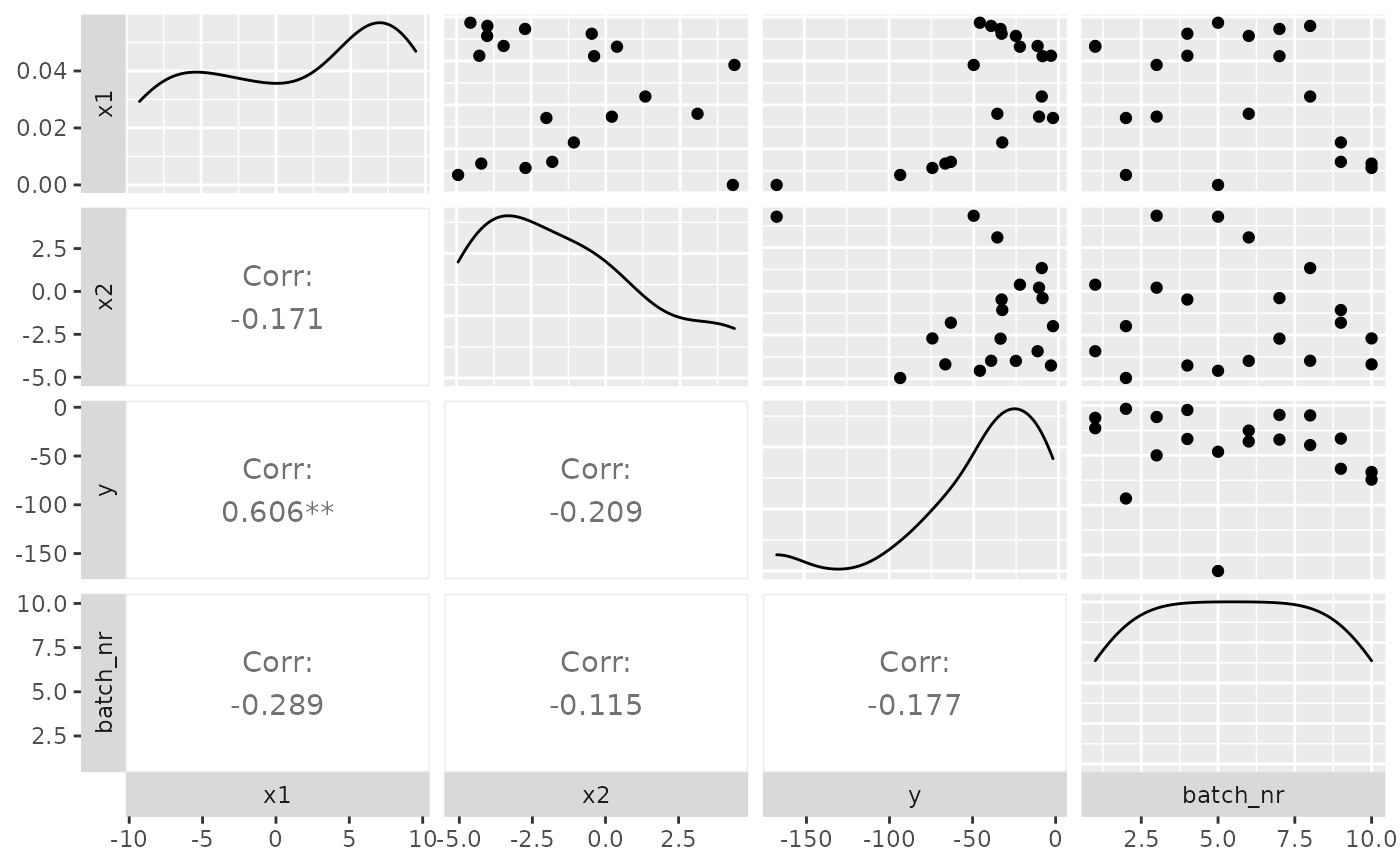 0.04
0.02
0.00
x1
2.5
0.0
-2.5
-5.0
x2
Corr:
-0.171
0
-50
-100
-150
y
Corr:
0.606**
Corr:
-0.209
10.0
7.5
5.0
2.5
batch_nr
Corr:
-0.289
Corr:
-0.115
Corr:
-0.177
x1 x2 y batch_nr
-10 -5 0 5 10 -5.0 -2.5 0.0 2.5 -150 -100 -50 0 2.5 5.0 7.5 10.0